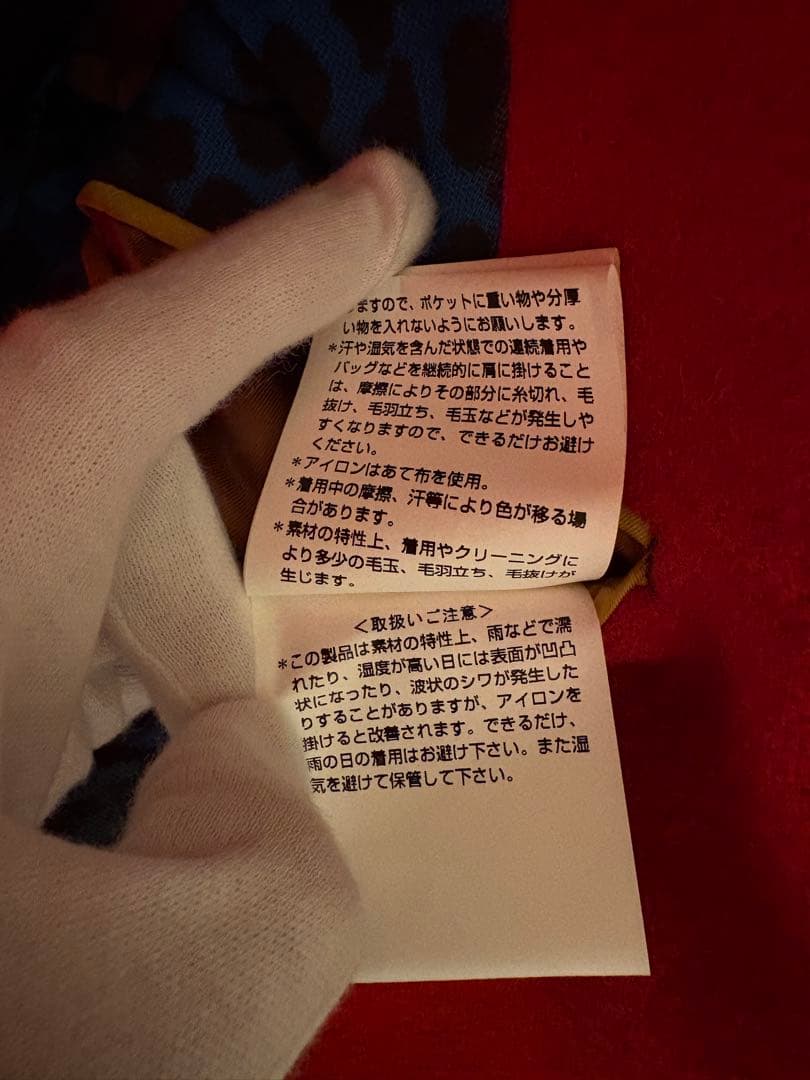 ますので、ポケットに重い物や分厚
い物を入れないようにお願いします。
*汗や湿気を含んだ状態での連続着用や
バッグなどを継続的に肩に掛けること
は、摩擦によりその部分に糸切れ、毛
抜け、毛羽立ち、毛玉などが発生しや
すくなりますので、できるだけお避け
ください。
*アイロンはあて布を使用。
*着用中の摩擦、汗等により色が移る場
合があります。
*素材の特性上、着用やクリーニングに
より多少の毛玉、毛羽立ち、毛抜けが
生じます。
<取扱いご注意>
*この製品は素材の特性上、雨などで濡
れたり、湿度が高い日には表面が凹凸
状になったり、波状のシワが発生した
りすることがありますが、アイロンを
掛けると改善されます。できるだけ、
雨の日の着用はお避け下さい。また湿
気を避けて保管して下さい。